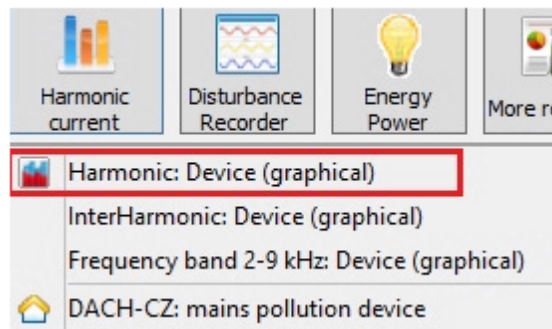 Harmonic
current
Disturbance
Recorder
Energy
Power
More
Harmonic: Device (graphical)
InterHarmonic: Device (graphical)
Frequency band 2-9 kHz: Device (graphical)
DACH-CZ: mains pollution device